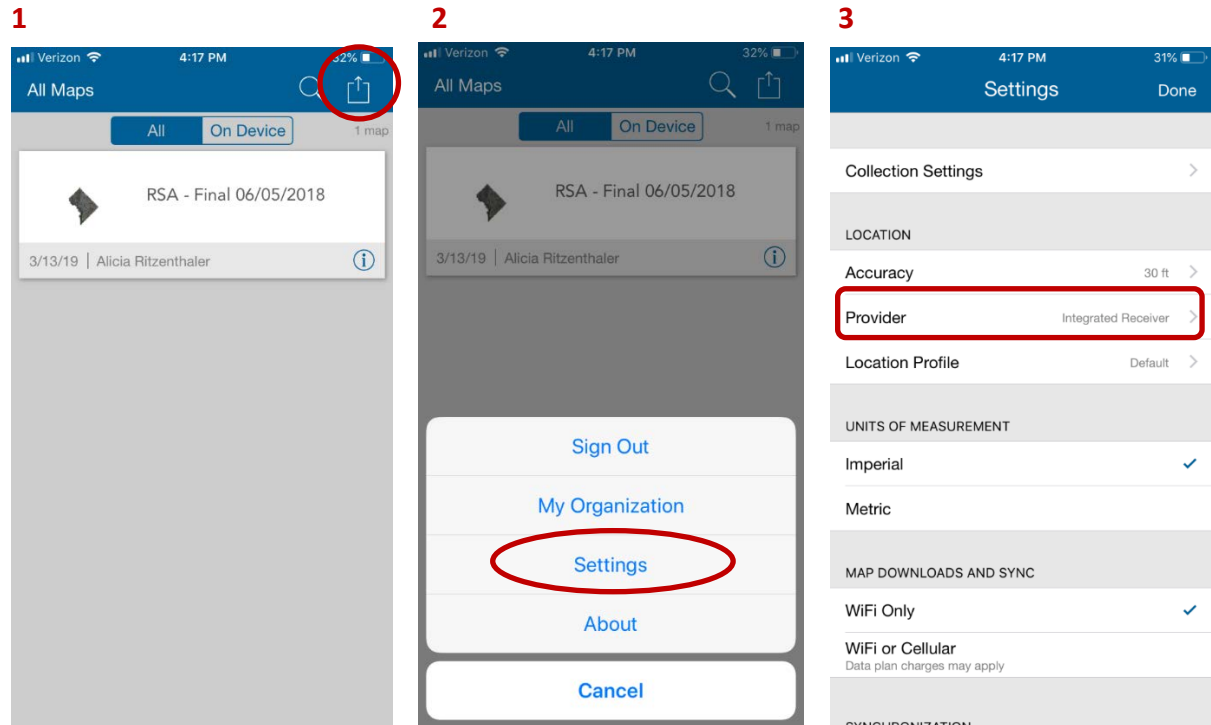 1
Verizon 4:17 PM 32%
All Maps
All On Device 1 map
RSA - Final 06/05/2018
3/13/19 | Alicia Ritzenthaler
2
Verizon 4:17 PM 32%
All Maps
All On Device 1 map
RSA - Final 06/05/2018
3/13/19 | Alicia Ritzenthaler
Sign Out
My Organization
Settings
About
Cancel
3
Verizon 4:17 PM 31%
Settings Done
Collection Settings
LOCATION
Accuracy 30 ft
Provider Integrated Receiver
Location Profile Default
UNITS OF MEASUREMENT
Imperial
Metric
MAP DOWNLOADS AND SYNC
WiFi Only
WiFi or Cellular
Data plan charges may apply
SYNCHRONIZATION